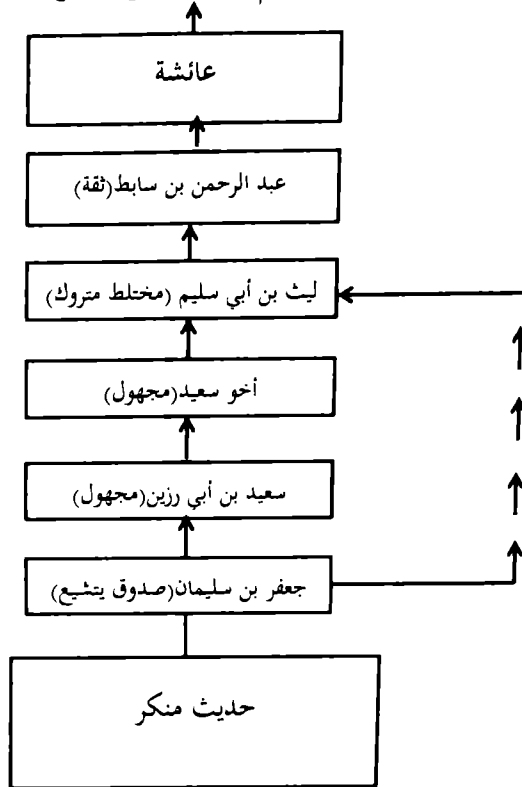 عائشة
عبد الرحمن بن سابط(ثقة)
ليث بن أبي سليم (مختلط متروك)
أخو سعيد(مجهول)
سعيد بن أبي رزين(مجهول)
جعفر بن سليمان(صدوق يتشيع)
حديث منكر